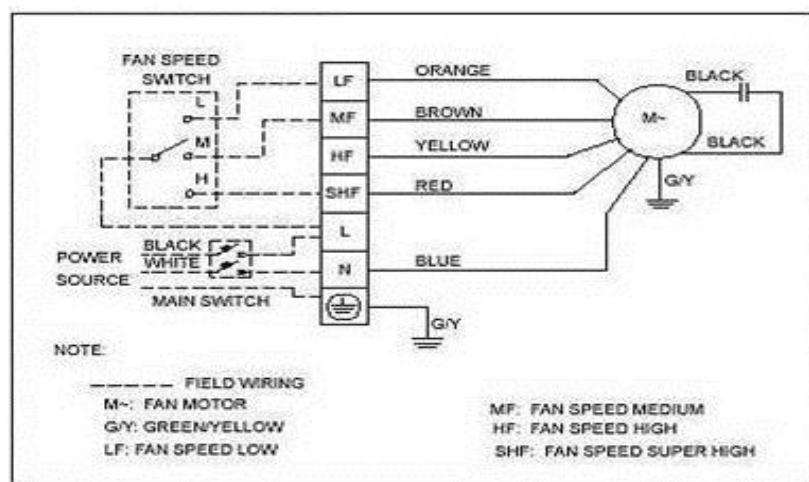 FAN SPEED
SWITCH
L
M
H
LF
MF
HF
SHF
L
N
ORANGE
BROWN
YELLOW
RED
BLUE
M~
BLACK
BLACK
G/Y
POWER
SOURCE
BLACK
WHITE
MAIN SWITCH
G/Y
NOTE:
FIELD WIRING
M~: FAN MOTOR
G/Y: GREEN/YELLOW
LF: FAN SPEED LOW
MF: FAN SPEED MEDIUM
HF: FAN SPEED HIGH
SHF: FAN SPEED SUPER HIGH